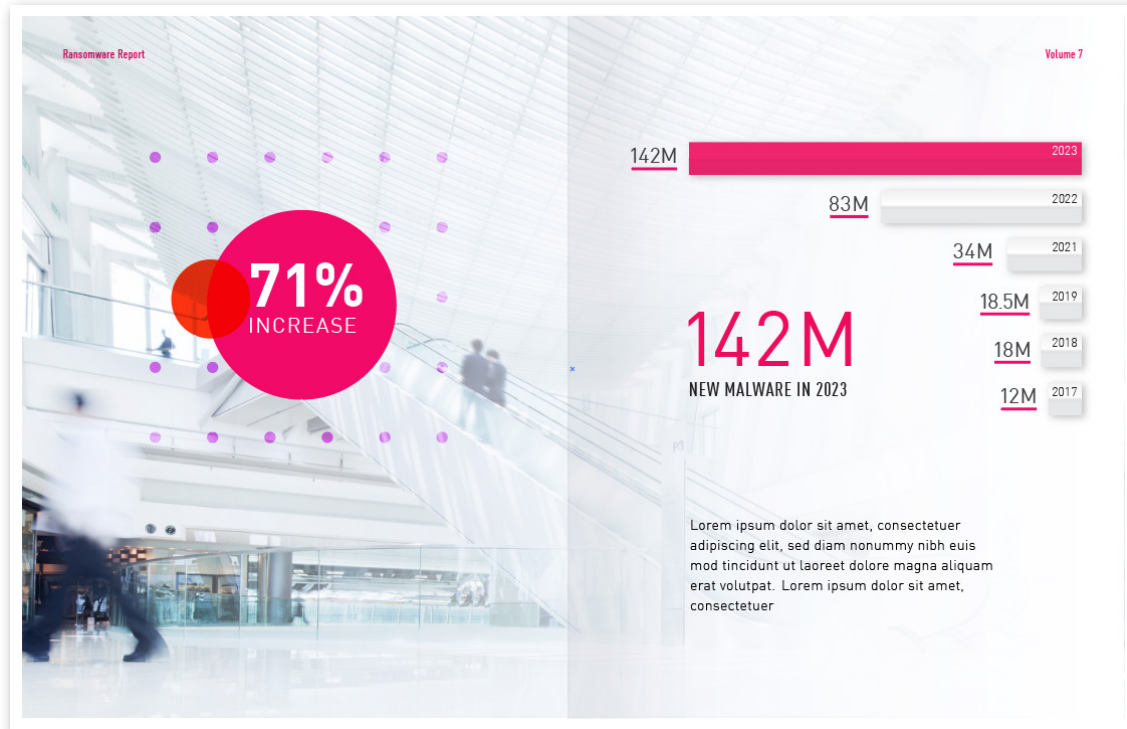 Ransomware Report
Volume 7
71%
INCREASE
142M
2023
83M
2022
34M
2021
18.5M
2019
18M
2018
12M
2017
142M
NEW MALWARE IN 2023
Lorem ipsum dolor sit amet, consectetuer
adipiscing elit, sed diam nonummy nibh euis
mod tincidunt ut laoreet dolore magna aliquam
erat volutpat. Lorem ipsum dolor sit amet,
consectetuer